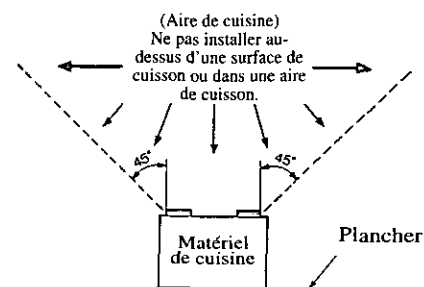 (Aire de cuisine)
Ne pas installer au-
dessus d'une surface de
cuisson ou dans une aire
de cuisson.
45°
45°
Matériel
de cuisine
Plancher